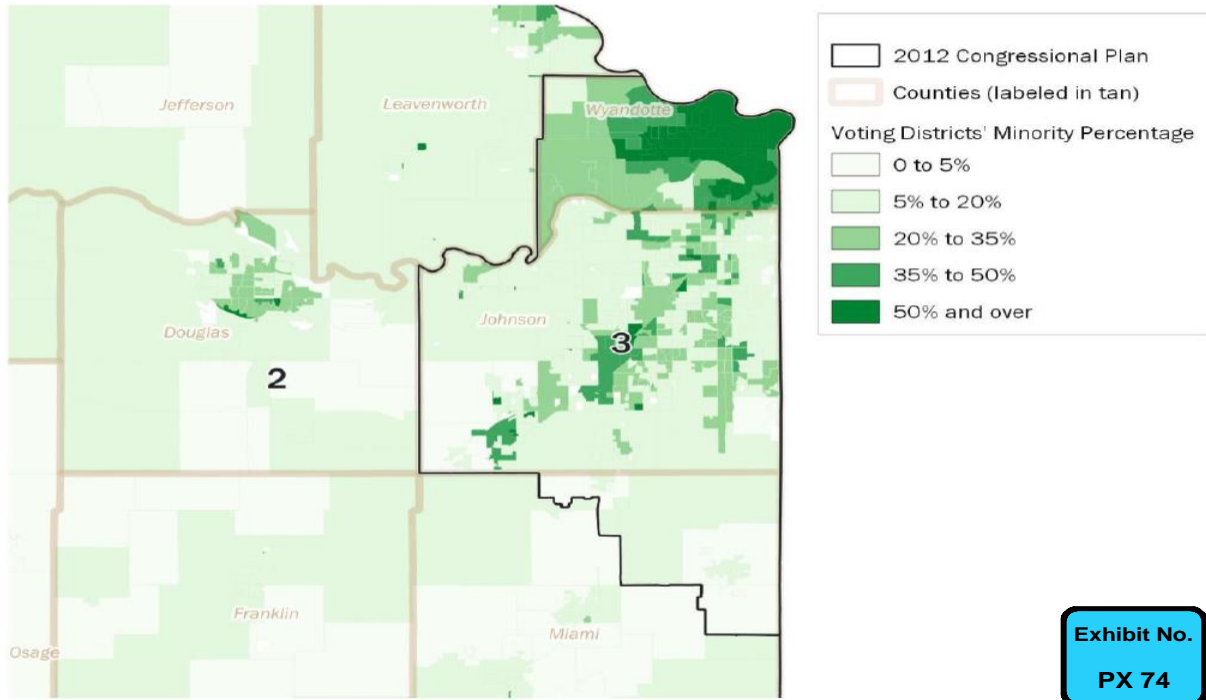 Jefferson
Leavenworth
Wyandotte
Douglas
Johnson
3
2
Franklin
Miami
Osage
2012 Congressional Plan
Counties (labeled in tan)
Voting Districts' Minority Percentage
0 to 5%
5% to 20%
20% to 35%
35% to 50%
50% and over
Exhibit No.
PX 74